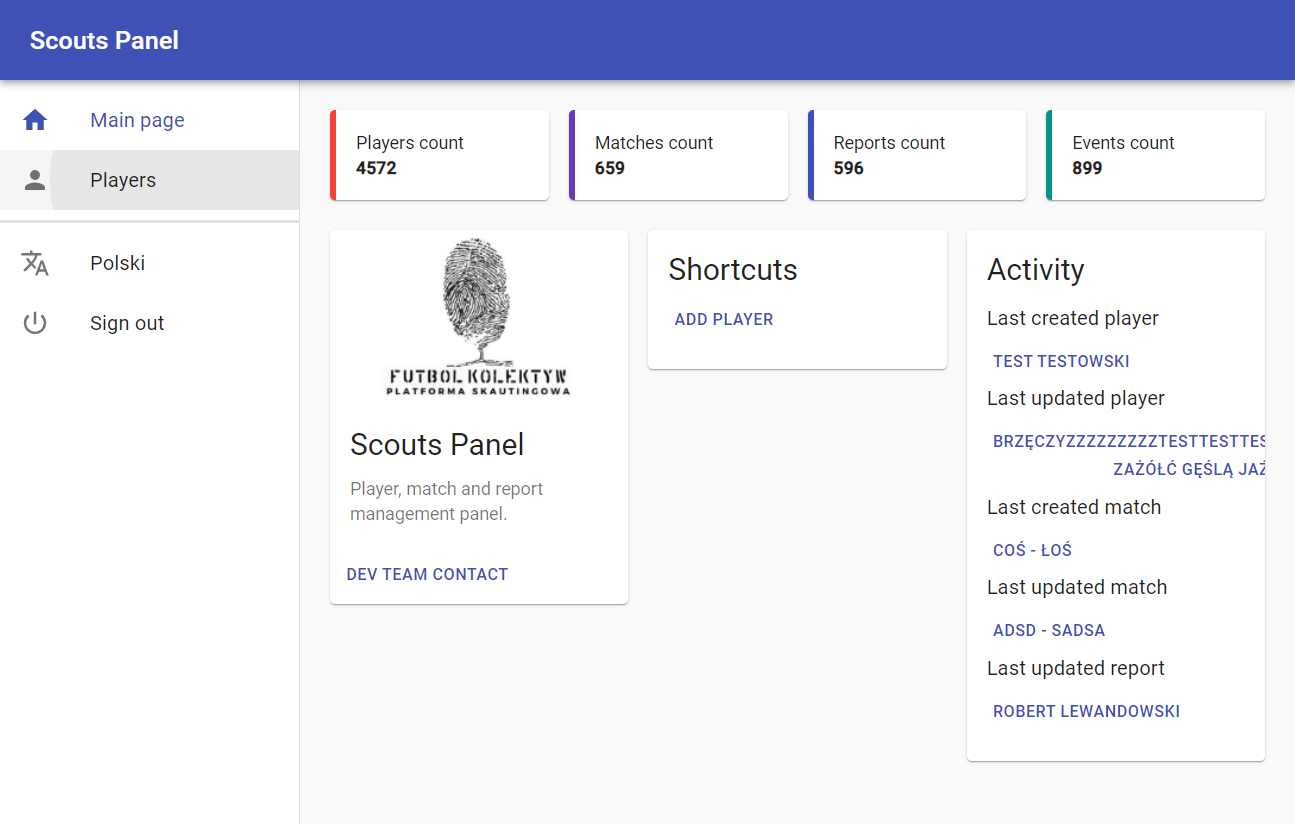 Scouts Panel
Main page
Players
Polski
Sign out
Players count
4572
Matches count
659
Reports count
596
Events count
899
FUTBOL KOLEKTYW
PLATFORMA SKAUTINGOWA
Scouts Panel
Player, match and report
management panel.
DEV TEAM CONTACT
Shortcuts
ADD PLAYER
Activity
Last created player
TEST TESTOWSKI
Last updated player
BRZĘCZYZZZZZZZZZTESTTESTTES
ZAŻÓŁĆ GĘŚLĄ JAŹ
Last created match
COŚ - ŁOŚ
Last updated match
ADSD - SADSA
Last updated report
ROBERT LEWANDOWSKI